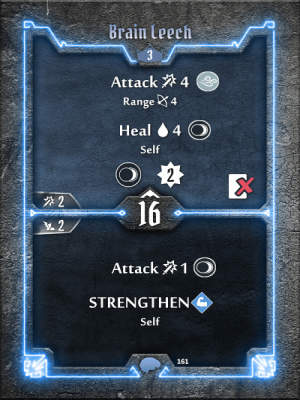 Brain Leech
3
Attack 4
Range 4
Heal 4
Self
2
2
16
2
Attack 1
STRENGTHEN
Self
161